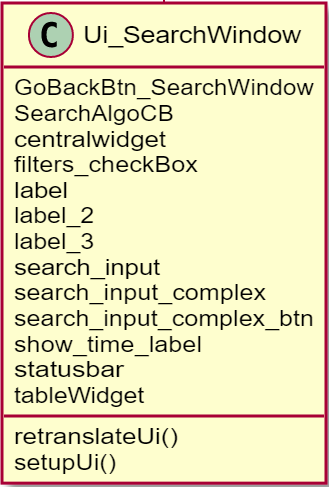 C Ui_SearchWindow
GoBackBtn_SearchWindow
SearchAlgoCB
centralwidget
filters_checkBox
label
label_2
label_3
search_input
search_input_complex
search_input_complex_btn
show_time_label
statusbar
tableWidget
retranslateUi()
setupUi()